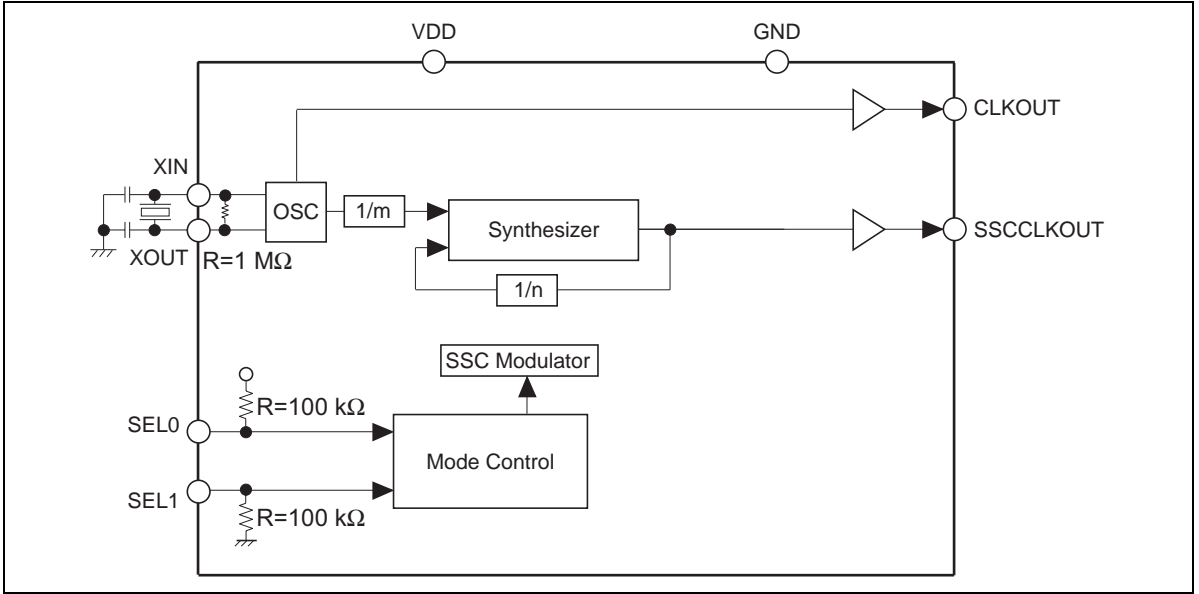 VDD
GND
CLKOUT
XIN
OSC
1/m
Synthesizer
SSCCLKOUT
XOUT
R=1 MΩ
1/n
SSC Modulator
R=100 kΩ
SEL0
Mode Control
SEL1
R=100 kΩ